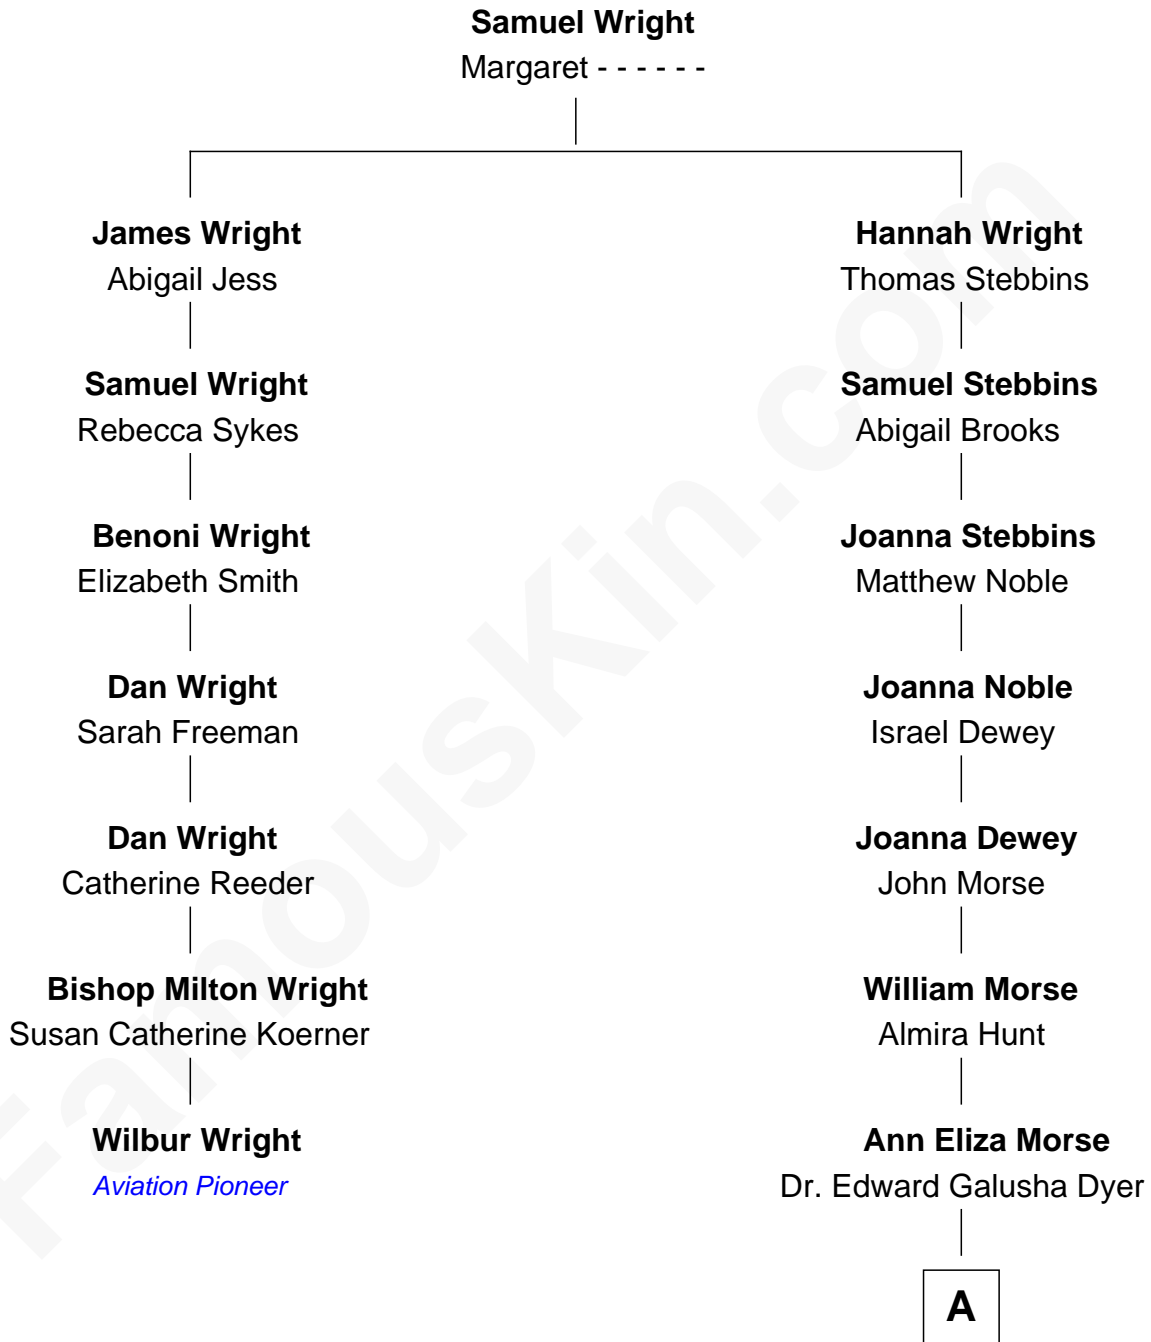 Samuel Wright
Margaret - - - - - -
James Wright
Abigail Jess
Hannah Wright
Thomas Stebbins
Samuel Wright
Rebecca Sykes
Samuel Stebbins
Abigail Brooks
Benoni Wright
Elizabeth Smith
Joanna Stebbins
Matthew Noble
Dan Wright
Sarah Freeman
Joanna Noble
Israel Dewey
Dan Wright
Catherine Reeder
Joanna Dewey
John Morse
Bishop Milton Wright
Susan Catherine Koerner
William Morse
Almira Hunt
Wilbur Wright
Aviation Pioneer
Ann Eliza Morse
Dr. Edward Galusha Dyer
A
FamousKin.com